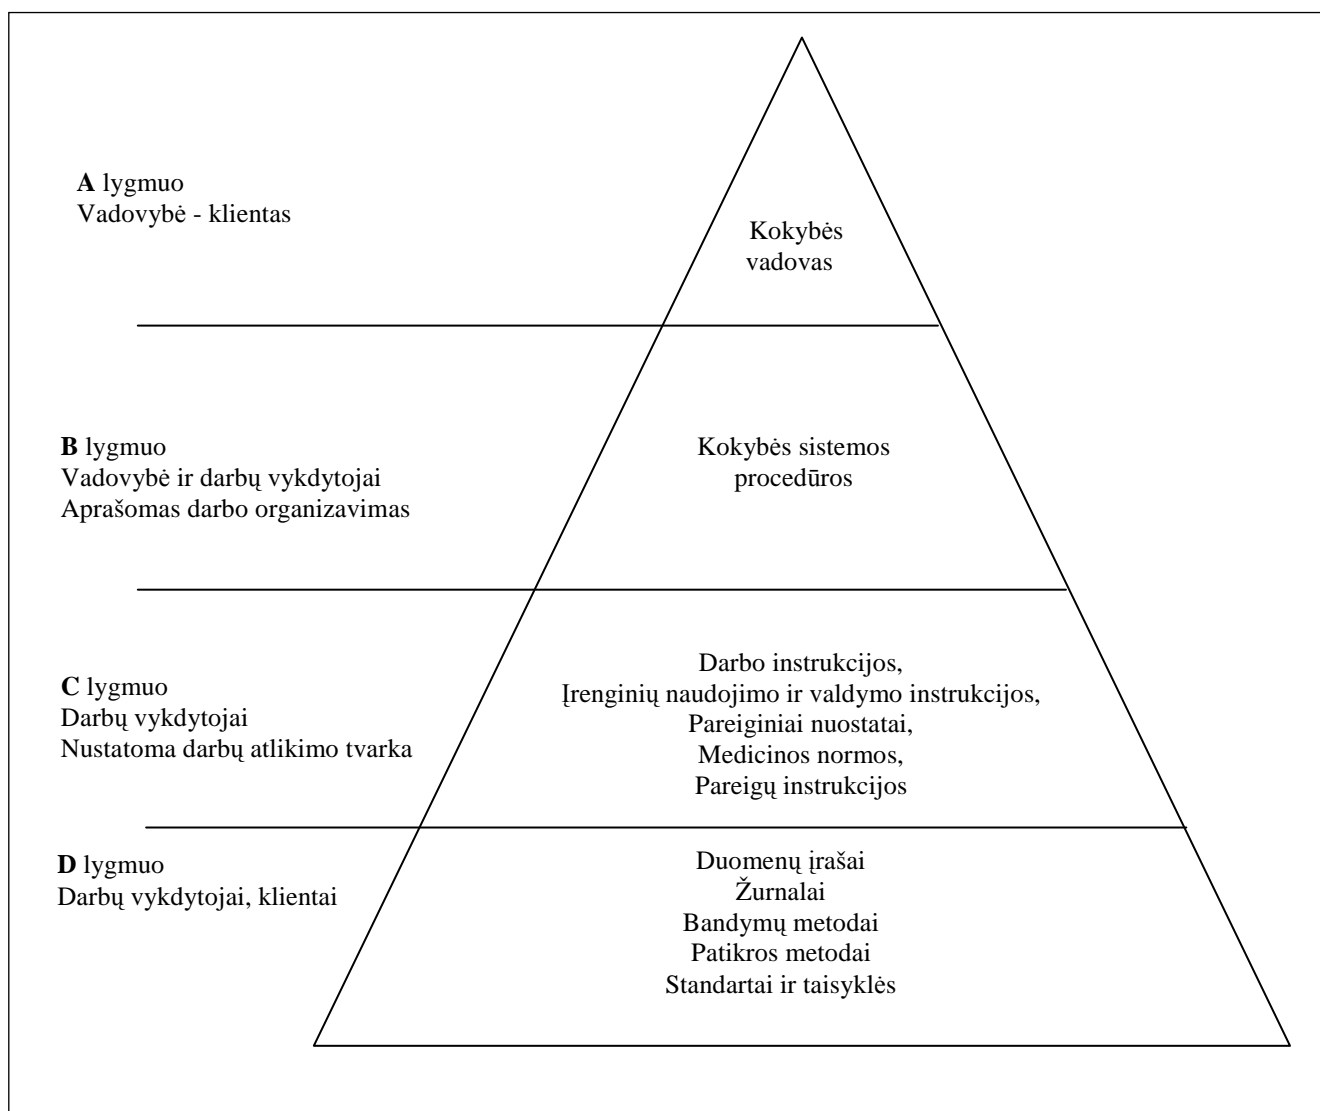 A lygmuo
Vadovybė - klientas
Kokybės
vadovas
B lygmuo
Vadovybė ir darbų vykdytojai
Aprašomas darbo organizavimas
Kokybės sistemos
procedūros
C lygmuo
Darbų vykdytojai
Nustatoma darbų atlikimo tvarka
Darbo instrukcijos,
Įrenginių naudojimo ir valdymo instrukcijos,
Pareiginiai nuostatai,
Medicinos normos,
Pareigų instrukcijos
D lygmuo
Darbų vykdytojai, klientai
Duomenų įrašai
Žurnalai
Bandymų metodai
Patikros metodai
Standartai ir taisyklės